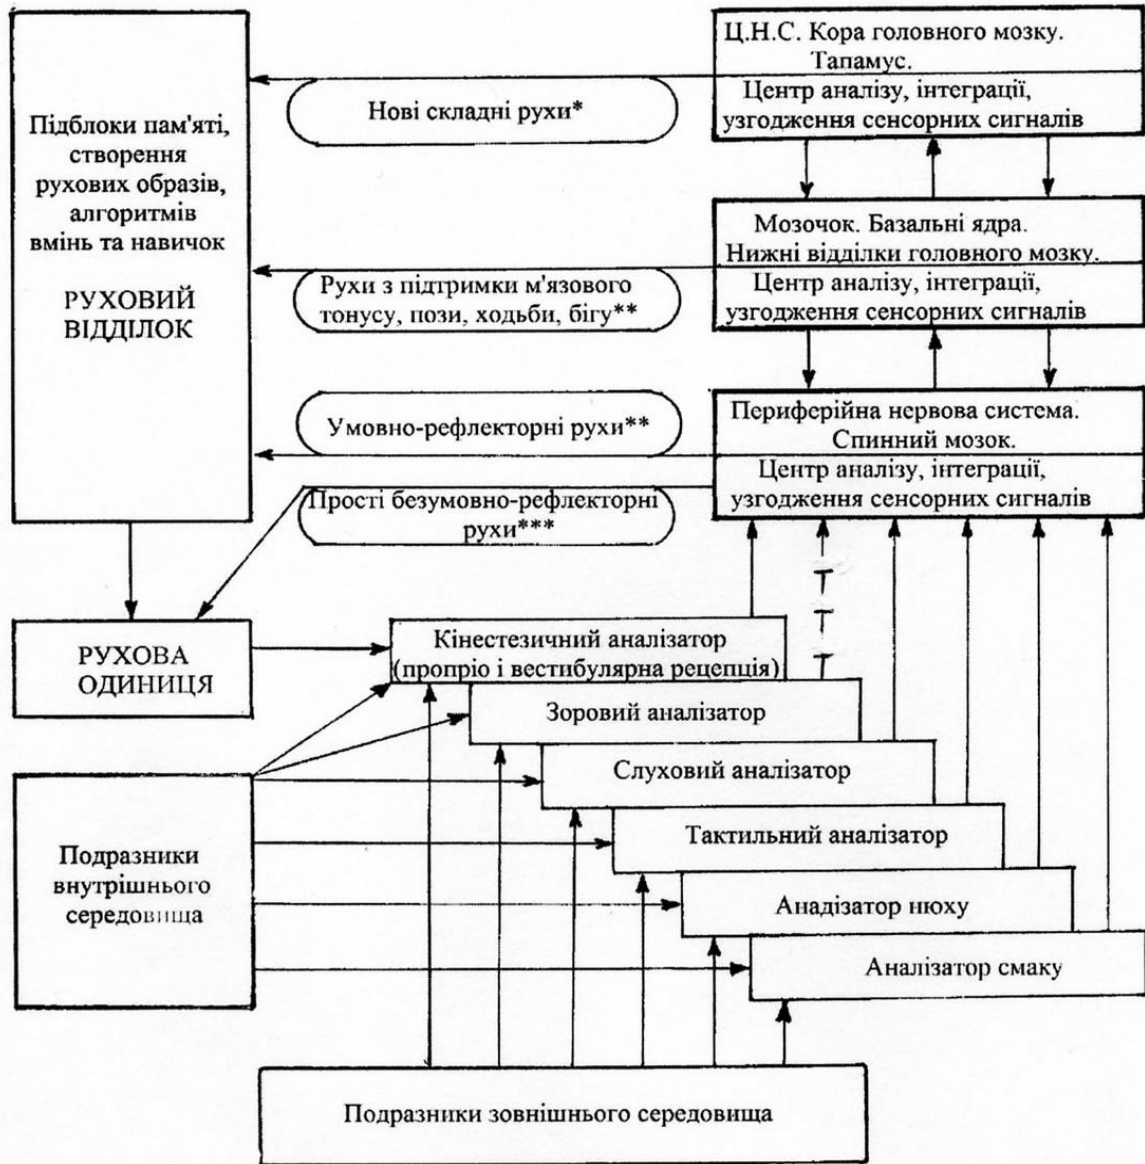 Ц.Н.С. Кора головного мозку.
Тапамус.
Центр аналізу, інтеграції,
узгодження сенсорних сигналів
Нові складні рухи*
Підблоки пам'яті,
створення
рухових образів,
алгоритмів
вмінь та навичок
РУХОВИЙ
ВІДДІЛОК
Мозочок. Базальні ядра.
Нижні відділки головного мозку.
Центр аналізу, інтеграції,
узгодження сенсорних сигналів
Рухи з підтримки м'язового
тонусу, пози, ходьби, бігу**
Периферійна нервова система.
Спинний мозок.
Центр аналізу, інтеграції,
узгодження сенсорних сигналів
Умовно-рефлекторні рухи**
Прості безумовно-рефлекторні
рухи***
РУХОВА
ОДИНИЦЯ
Кінестезичний аналізатор
(пропріо і вестибулярна рецепція)
Зоровий аналізатор
Слуховий аналізатор
Тактильний аналізатор
Анадізатор нюху
Аналізатор смаку
Подразники
внутрішнього
середовища
Подразники зовнішнього середовища